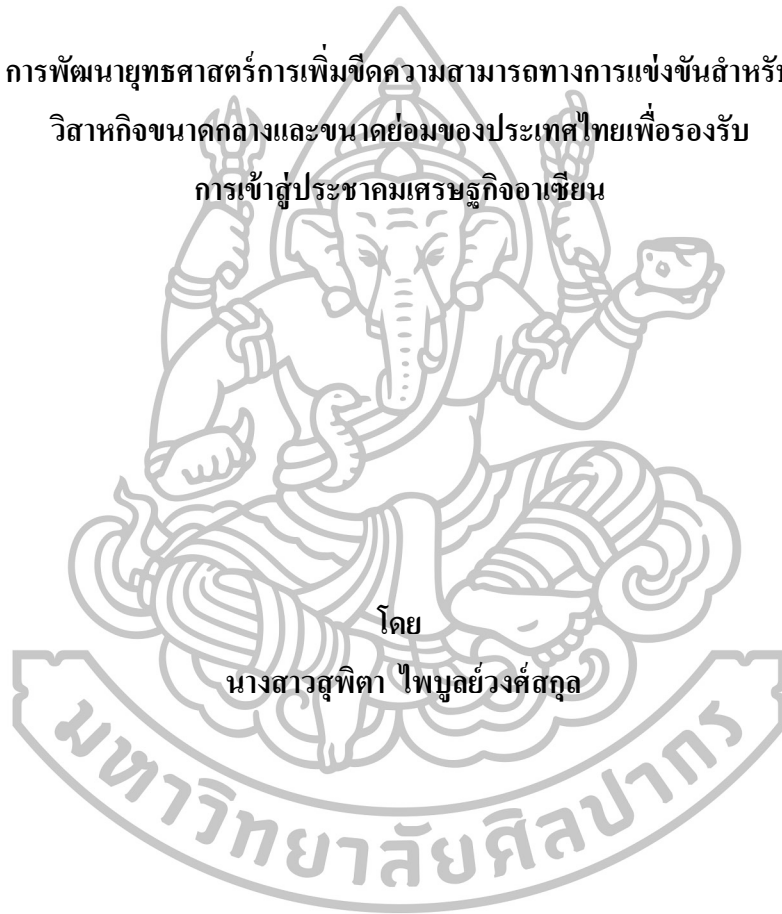 การพัฒนายุทธศาสตร์การเพิ่มขีดความสามารถทางการแข่งขันสำหรับ
วิสาหกิจขนาดกลางและขนาดย่อมของประเทศไทยเพื่อรองรับ
การเข้าสู่ประชาคมเศรษฐกิจอาเซียน
โดย
นางสาวสุพิตา ไพบูลย์วงศ์สกุล
มหาวิทยาลัยศิลปากร